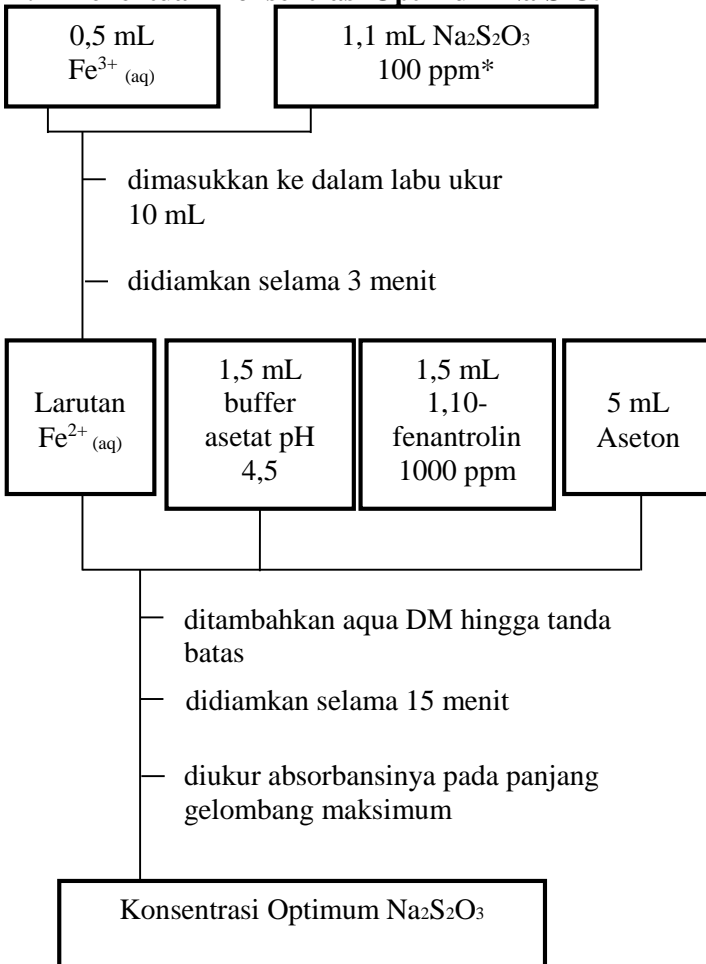 0,5 mL
Fe³⁺ (aq)
1,1 mL Na₂S₂O₃
100 ppm*
dimasukkan ke dalam labu ukur
10 mL
didiamkan selama 3 menit
Larutan
Fe²⁺ (aq)
1,5 mL
buffer
asetat pH
4,5
1,5 mL
1,10-
fenantrolin
1000 ppm
5 mL
Aseton
ditambahkan aqua DM hingga tanda
batas
didiamkan selama 15 menit
diukur absorbansinya pada panjang
gelombang maksimum
Konsentrasi Optimum Na₂S₂O₃